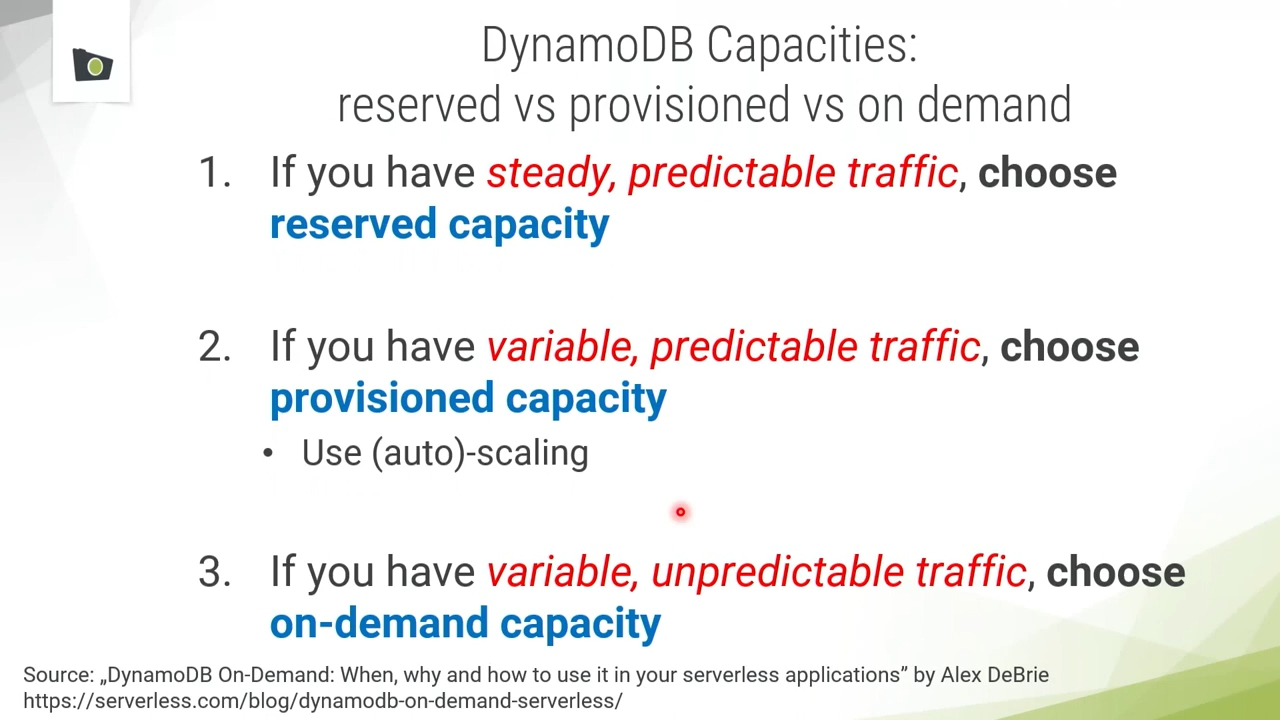 DynamoDB Capacities:
reserved vs provisioned vs on demand
1. If you have steady, predictable traffic, choose
reserved capacity
2. If you have variable, predictable traffic, choose
provisioned capacity
• Use (auto)-scaling
3. If you have variable, unpredictable traffic, choose
on-demand capacity
Source: „DynamoDB On-Demand: When, why and how to use it in your serverless applications” by Alex DeBrie
https://serverless.com/blog/dynamodb-on-demand-serverless/